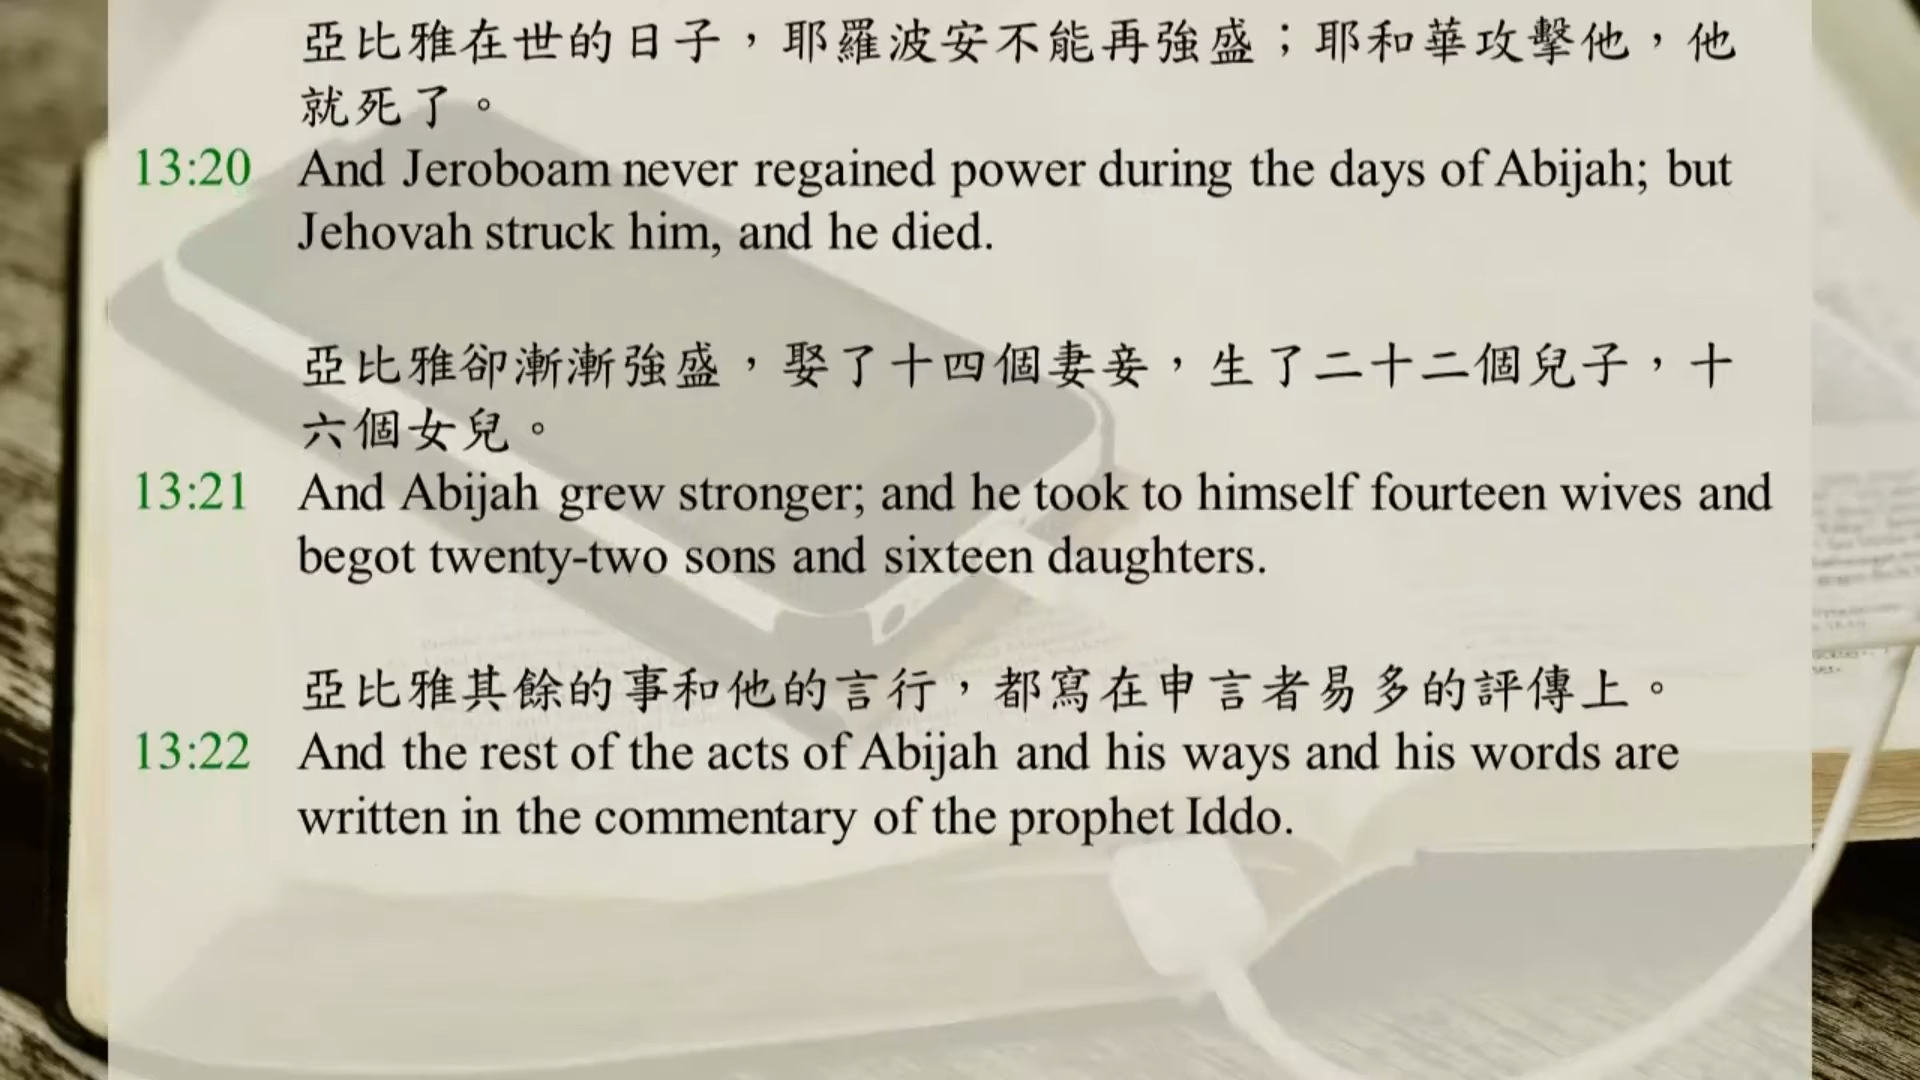 亞比雅在世的日子，耶羅波安不能再強盛；耶和華攻擊他，他
就死了。
13:20 And Jeroboam never regained power during the days of Abijah; but
Jehovah struck him, and he died.
亞比雅卻漸漸強盛，娶了十四個妻妾，生了二十二個兒子，十
六個女兒。
13:21 And Abijah grew stronger; and he took to himself fourteen wives and
begot twenty-two sons and sixteen daughters.
亞比雅其餘的事和他的言行，都寫在申言者易多的評傳上。
13:22 And the rest of the acts of Abijah and his ways and his words are
written in the commentary of the prophet Iddo.